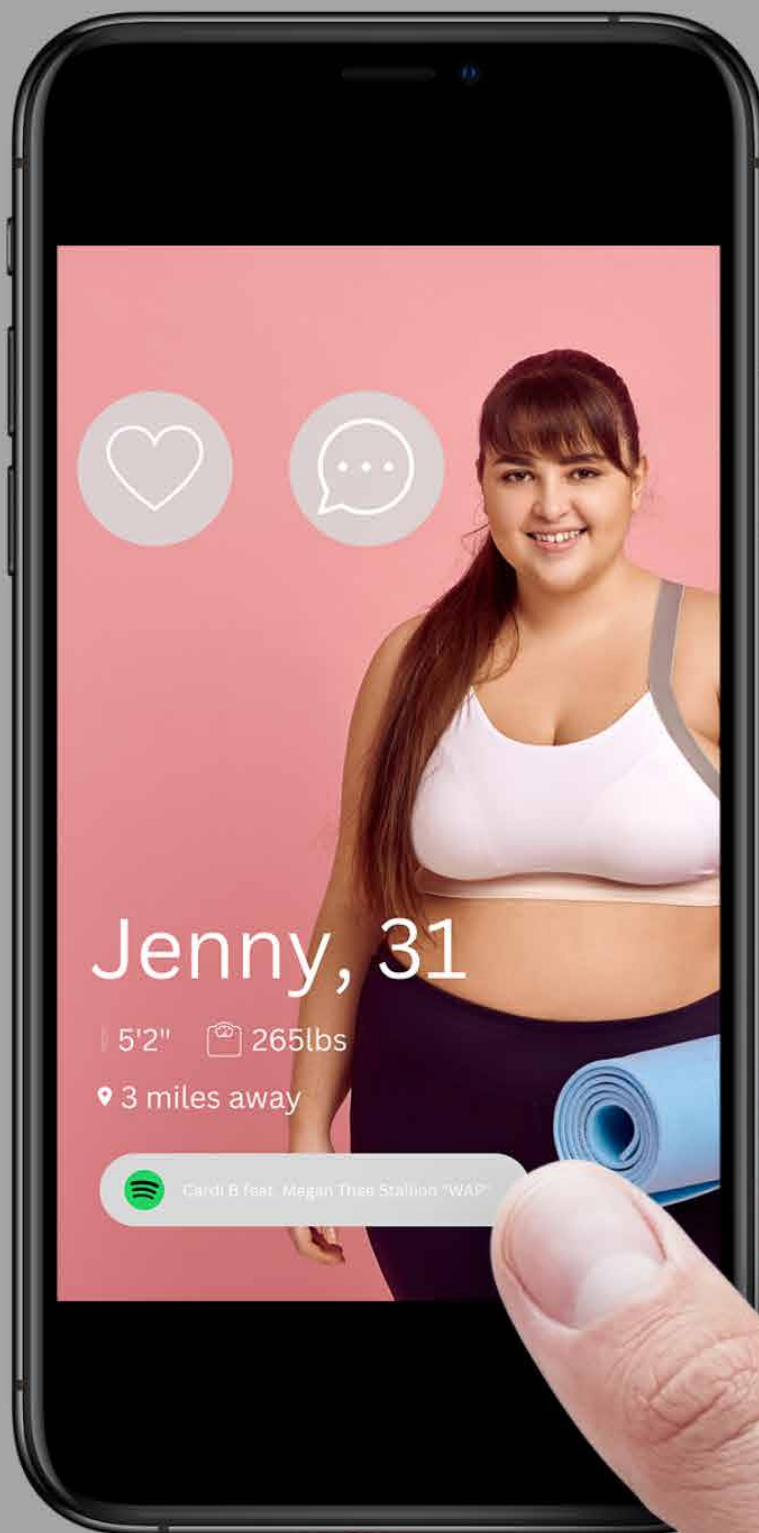 Jenny, 31
5'2" 265lbs
3 miles away
Cardi B feat. Megan Thee Stallion "WAP"